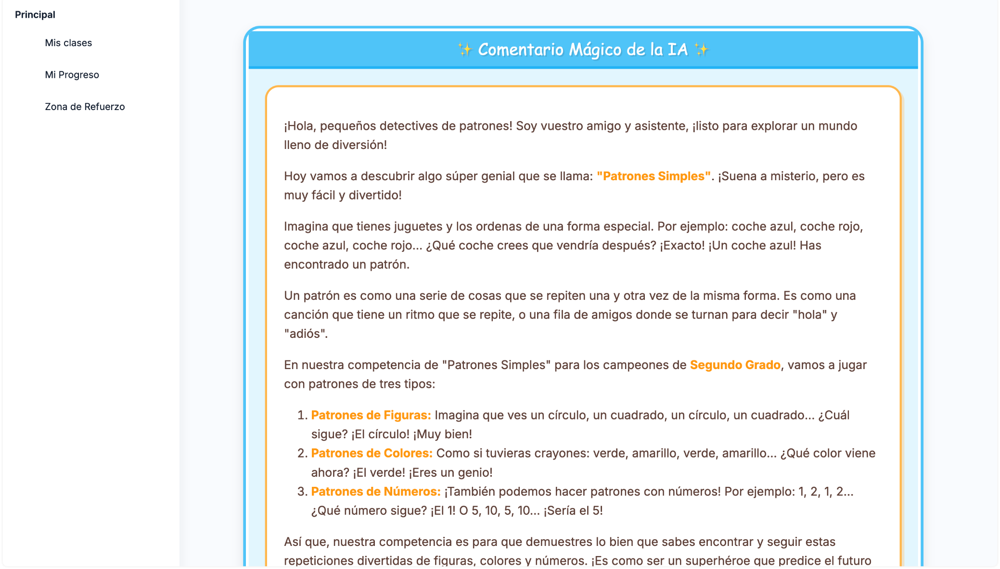 Principal
Mis clases
Mi Progreso
Zona de Refuerzo
✨ Comentario Mágico de la IA ✨
¡Hola, pequeños detectives de patrones! Soy vuestro amigo y asistente, ¡listo para explorar un mundo
lleno de diversión!
Hoy vamos a descubrir algo súper genial que se llama: "Patrones Simples". ¡Suena a misterio, pero es
muy fácil y divertido!
Imagina que tienes juguetes y los ordenas de una forma especial. Por ejemplo: coche azul, coche rojo,
coche azul, coche rojo... ¿Qué coche crees que vendría después? ¡Exacto! ¡Un coche azul! Has
encontrado un patrón.
Un patrón es como una serie de cosas que se repiten una y otra vez de la misma forma. Es como una
canción que tiene un ritmo que se repite, o una fila de amigos donde se turnan para decir "hola" y
"adiós".
En nuestra competencia de "Patrones Simples" para los campeones de Segundo Grado, vamos a jugar
con patrones de tres tipos:
1. Patrones de Figuras: Imagina que ves un círculo, un cuadrado, un círculo, un cuadrado... ¿Cuál
sigue? ¡El círculo! ¡Muy bien!
2. Patrones de Colores: Como si tuvieras crayones: verde, amarillo, verde, amarillo... ¿Qué color viene
ahora? ¡El verde! ¡Eres un genio!
3. Patrones de Números: ¡También podemos hacer patrones con números! Por ejemplo: 1, 2, 1, 2...
¿Qué número sigue? ¡El 1! O 5, 10, 5, 10... ¡Sería el 5!
Así que, nuestra competencia es para que demuestres lo bien que sabes encontrar y seguir estas
repeticiones divertidas de figuras, colores y números. ¡Es como ser un superhéroe que predice el futuro